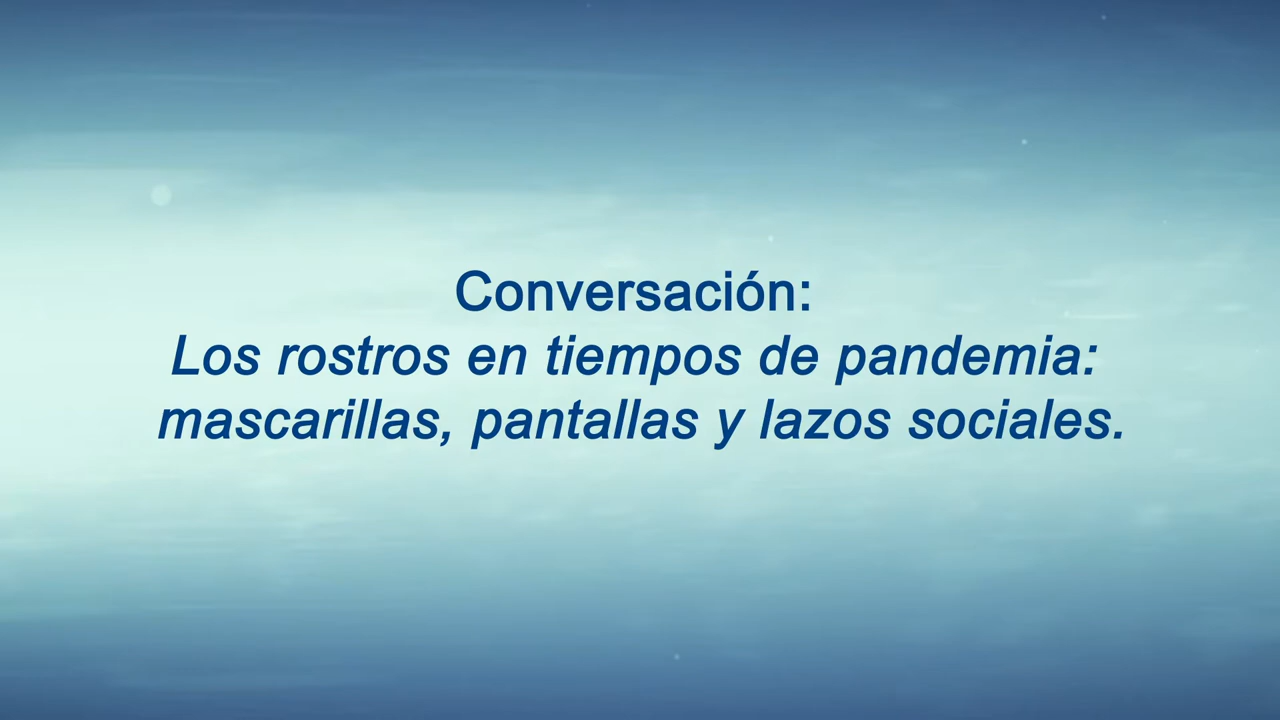 Conversación:
Los rostros en tiempos de pandemia:
mascarillas, pantallas y lazos sociales.